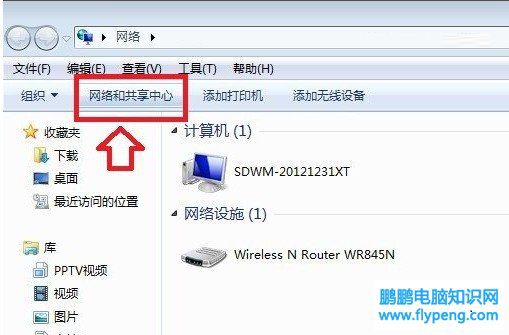 网络
文件(F) 编辑(E) 查看(V) 工具(T) 帮助(H)
组织 网络和共享中心 添加打印机 添加无线设备
收藏夹
下载
桌面
最近访问的位置
库
PPTV视频
视频
图片
计算机 (1)
SDWM-20121231XT
网络设施 (1)
Wireless N Router WR845N
鹏鹏电脑知识网
www.flypeng.com